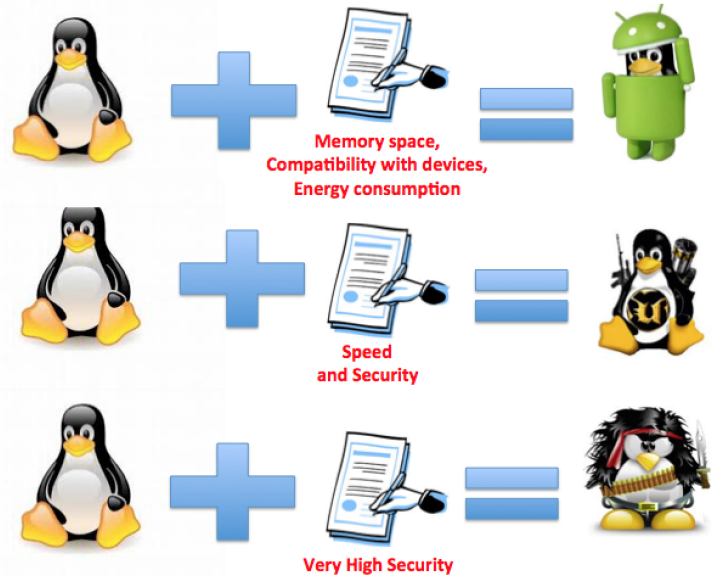 Memory space,
Compatibility with devices,
Energy consumption
Speed
and Security
Very High Security